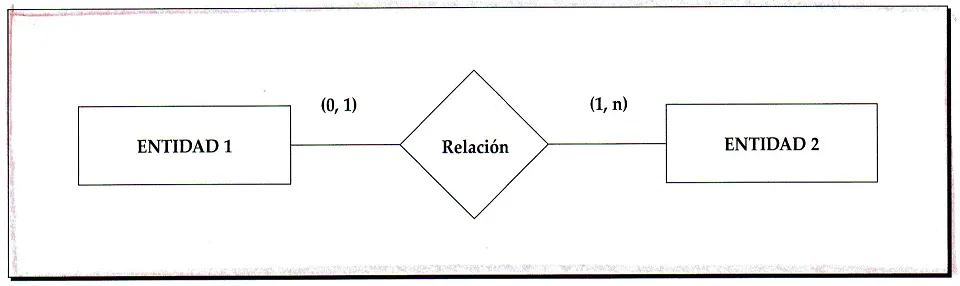 (0, 1)
(1, n)
ENTIDAD 1
Relación
ENTIDAD 2